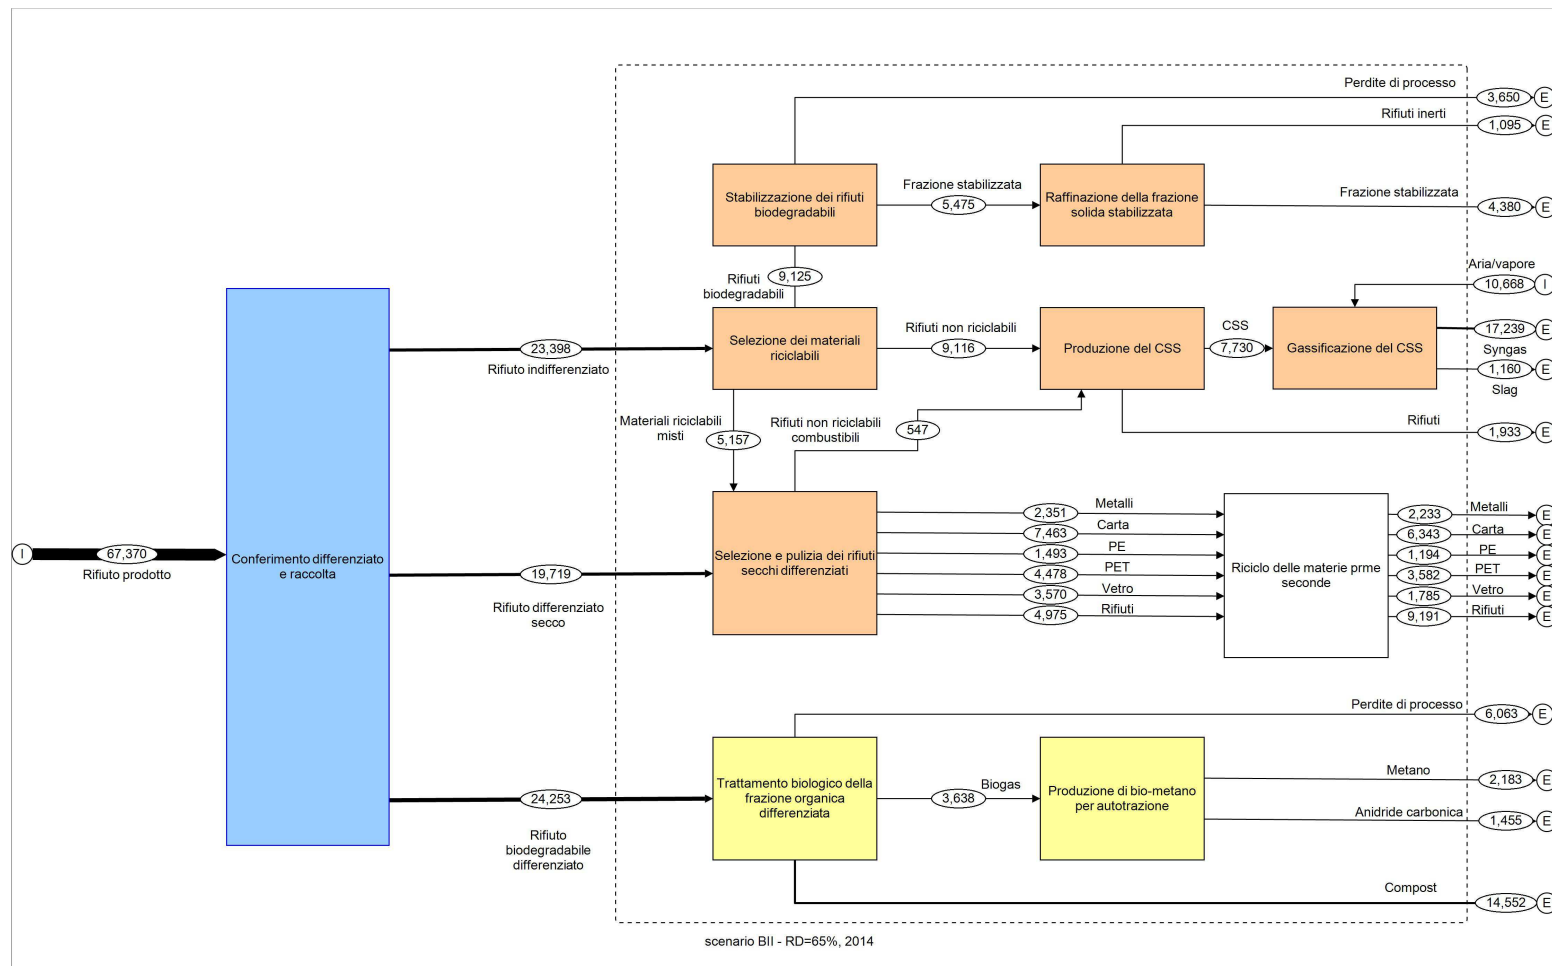 Perdite di processo
3,650
E
Rifiuti inerti
1,095
E
Stabilizzazione dei rifiuti
biodegradabili
Frazione stabilizzata
5,475
Raffinazione della frazione
solida stabilizzata
Frazione stabilizzata
4,380
E
Rifiuti
biodegradabili
9,125
Aria/vapore
10,668
I
23,398
Rifiuto indifferenziato
Selezione dei materiali
riciclabili
Rifiuti non riciclabili
9,116
Produzione del CSS
CSS
7,730
Gassificazione del CSS
17,239
E
Syngas
1,160
E
Slag
Materiali riciclabili
misti
5,157
Rifiuti non riciclabili
combustibili
547
Rifiuti
1,933
E
I
67,370
Rifiuto prodotto
Conferimento differenziato
e raccolta
19,719
Rifiuto differenziato
secco
Selezione e pulizia dei rifiuti
secchi differenziati
2,351
Metalli
7,463
Carta
1,493
PE
4,478
PET
3,570
Vetro
4,975
Rifiuti
Riciclo delle materie prme
seconde
2,233
Metalli
E
6,343
Carta
E
1,194
PE
E
3,582
PET
E
1,785
Vetro
E
9,191
Rifiuti
E
Perdite di processo
6,063
E
24,253
Rifiuto
biodegradabile
differenziato
Trattamento biologico della
frazione organica
differenziata
3,638
Biogas
Produzione di bio-metano
per autotrazione
Metano
2,183
E
Anidride carbonica
1,455
E
Compost
14,552
E
scenario BII - RD=65%, 2014